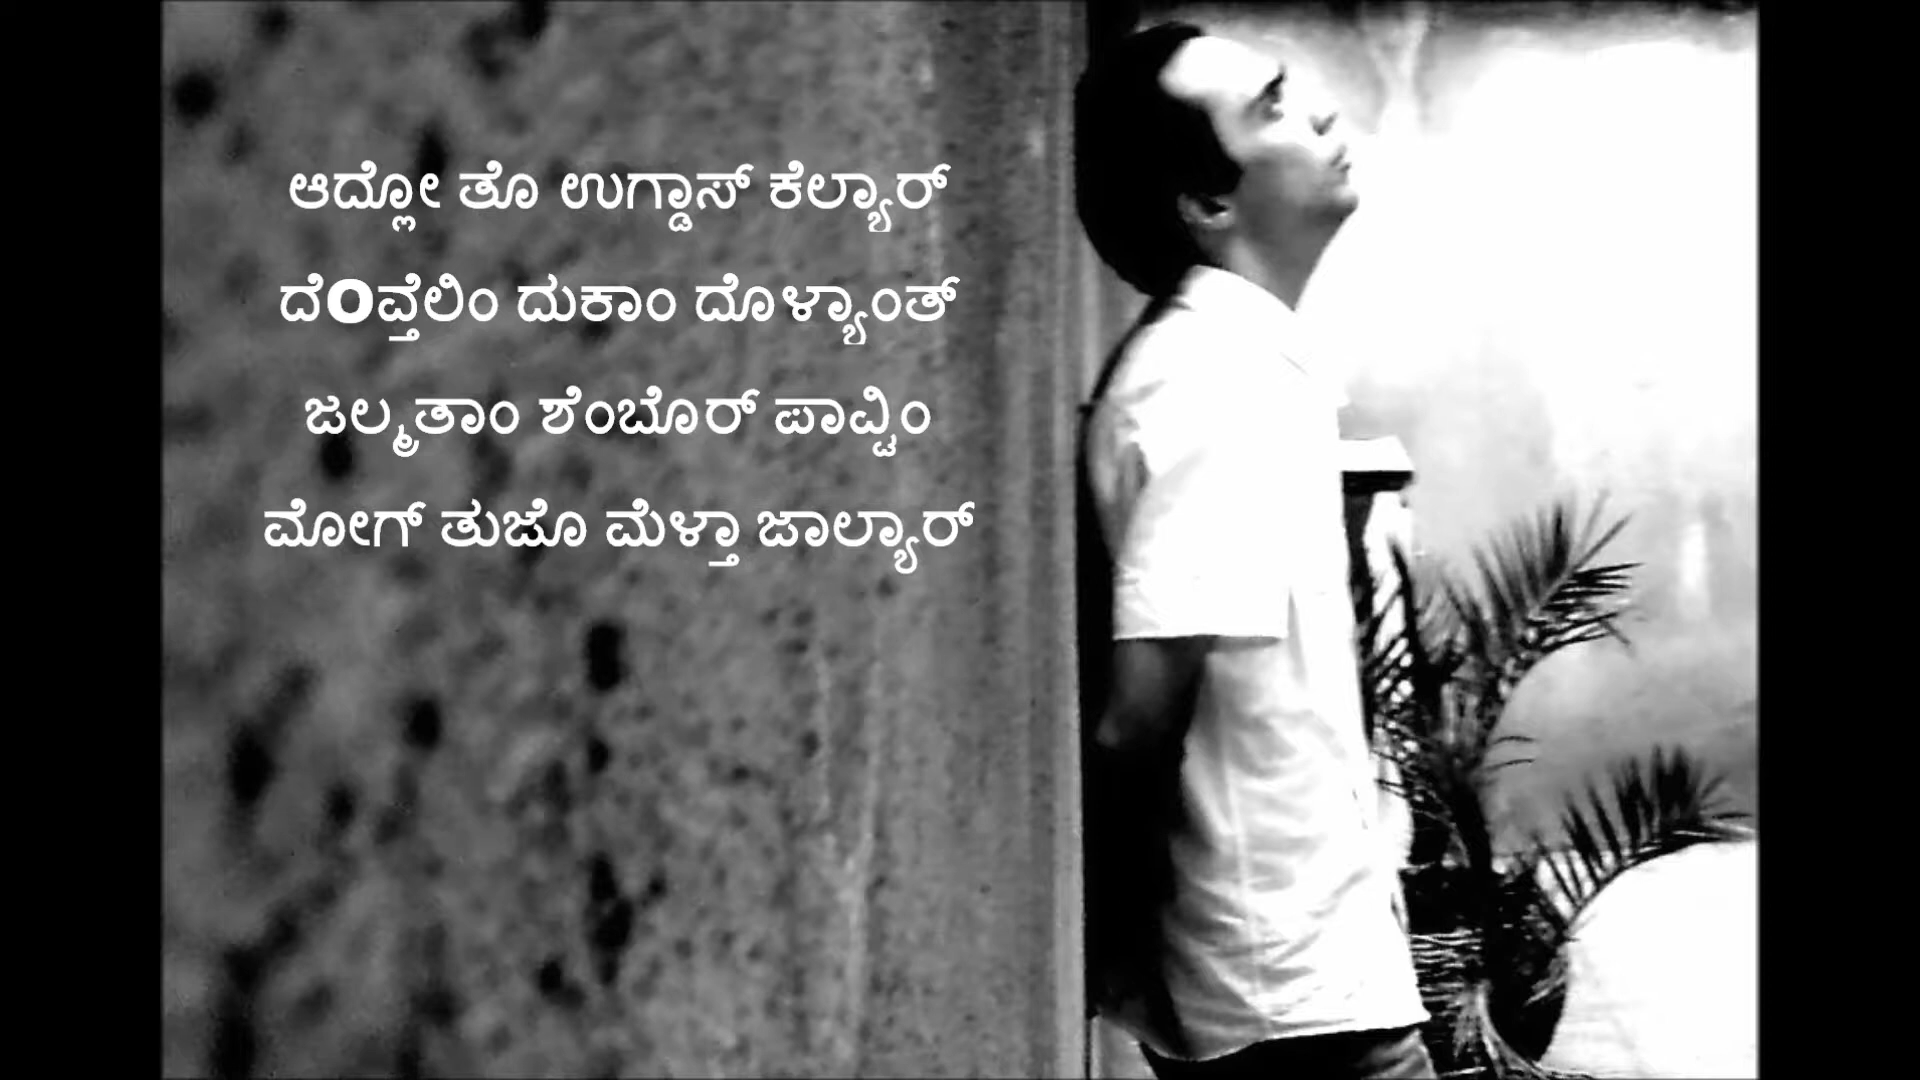 ಆದ್ಲೋ ತೊ ಉಗ್ಡಾಸ್ ಕೆಲ್ಯಾರ್
ದೆOವ್ತೆಲಿಂ ದುಕಾಂ ದೊಳ್ಯಾಂತ್
ಜಲ್ಮತಾಂ ಶೆಂಬೊರ್ ಪಾವ್ಟಿಂ
ಮೋಗ್ ತುಜೊ ಮೆಳ್ತಾ ಜಾಲ್ಯಾರ್